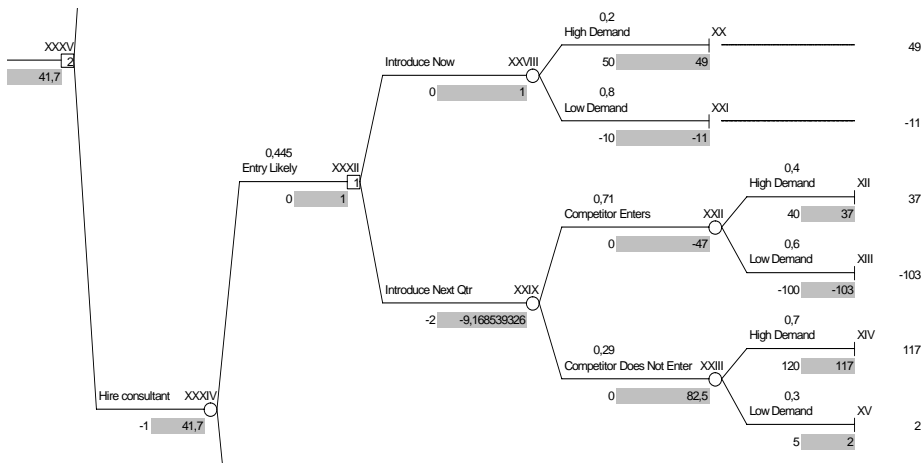 0,2
High Demand XX
49
XXXV 50 49
2
41,7 Introduce Now XXVIII
0 1 0,8
Low Demand XXI
-11
-10 -11
0,445
Entry Likely XXXII
1 0,4
High Demand XII
0 1 37
0,71 40 37
Competitor Enters XXII
0 -47 0,6
Low Demand XIII
-103
-100 -103
Introduce Next Qtr XXIX
-2 -9,168539326 0,7
High Demand XIV
117
0,29 120 117
Competitor Does Not Enter XXIII
0 82,5 0,3
Hire consultant XXXIV Low Demand XV
2
-1 41,7 5 2